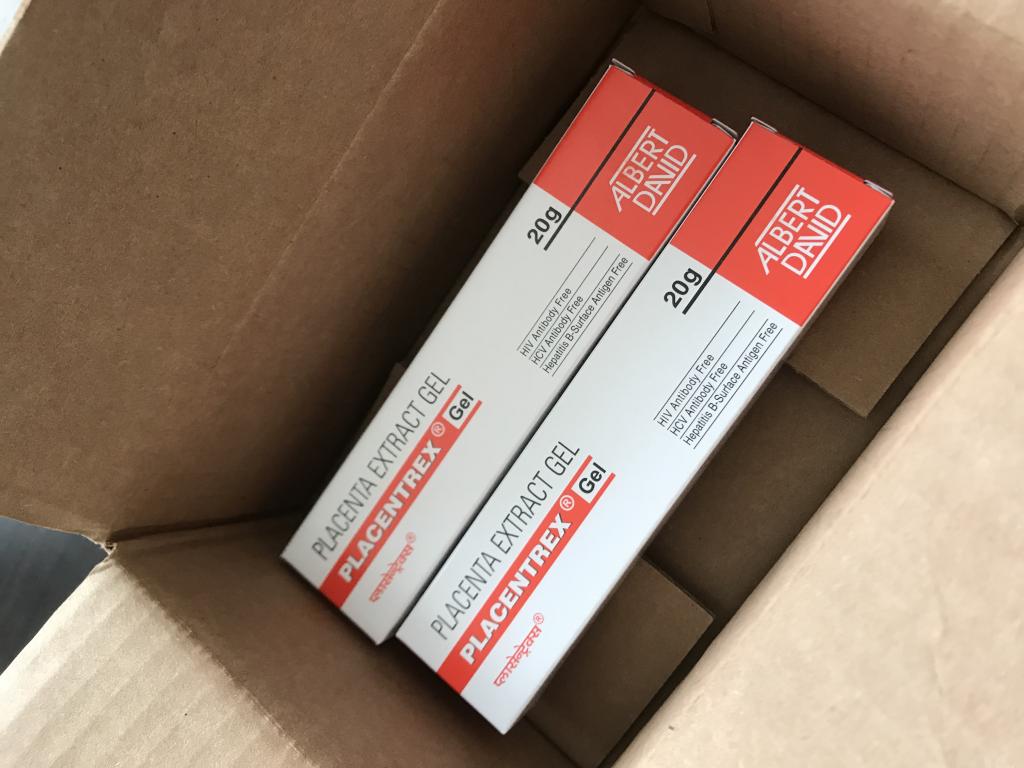 ALBERT
DAVID
20g
HIV Antibody Free
HCV Antibody Free
Hepatitis B-Surface Antigen Free
PLACENTA EXTRACT GEL
PLACENTREX® Gel
प्लासेन्ट्रेक्स®
ALBERT
DAVID
20g
HIV Antibody Free
HCV Antibody Free
Hepatitis B-Surface Antigen Free
PLACENTA EXTRACT GEL
PLACENTREX® Gel
प्लासेन्ट्रेक्स®